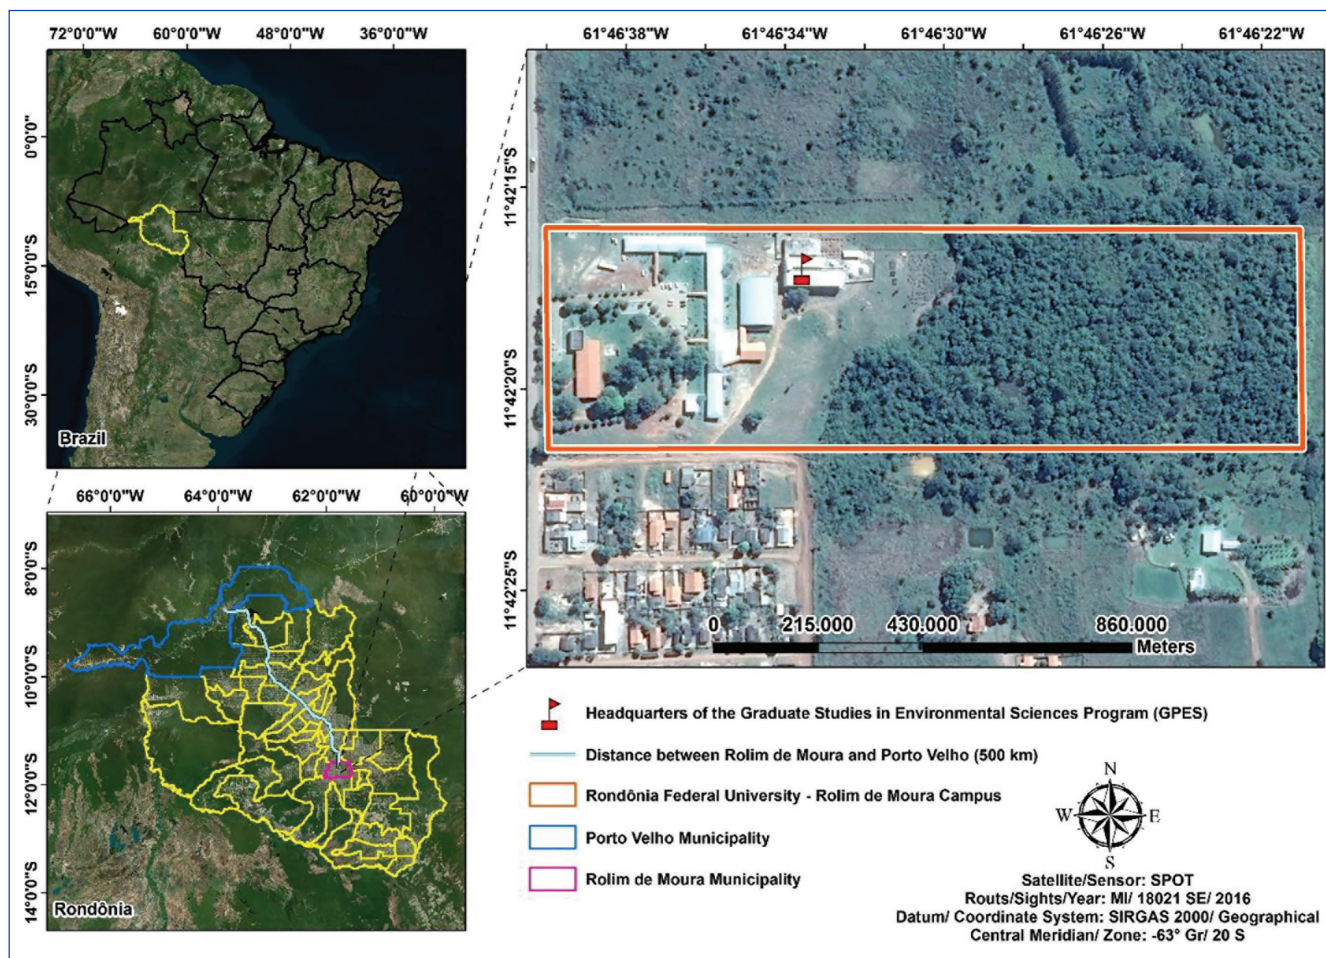 72°0'0"W 60°0'0"W 48°0'0"W 36°0'0"W
0°0'0"
15°0'0"S
30°0'0"S
Brazil
66°0'0"W 64°0'0"W 62°0'0"W 60°0'0"W
8°0'0"S
10°0'0"S
12°0'0"S
14°0'0"S
Rondônia
61°46'38"W 61°46'34"W 61°46'30"W 61°46'26"W 61°46'22"W
11°42'15"S
11°42'20"S
11°42'25"S
0 215.000 430.000 860.000
Meters
Headquarters of the Graduate Studies in Environmental Sciences Program (GPES)
Distance between Rolim de Moura and Porto Velho (500 km)
Rondônia Federal University - Rolim de Moura Campus
Porto Velho Municipality
Rolim de Moura Municipality
N
W E
S
Satellite/Sensor: SPOT
Routs/Sights/Year: MI/ 18021 SE/ 2016
Datum/ Coordinate System: SIRGAS 2000/ Geographical
Central Meridian/ Zone: -63° Gr/ 20 S